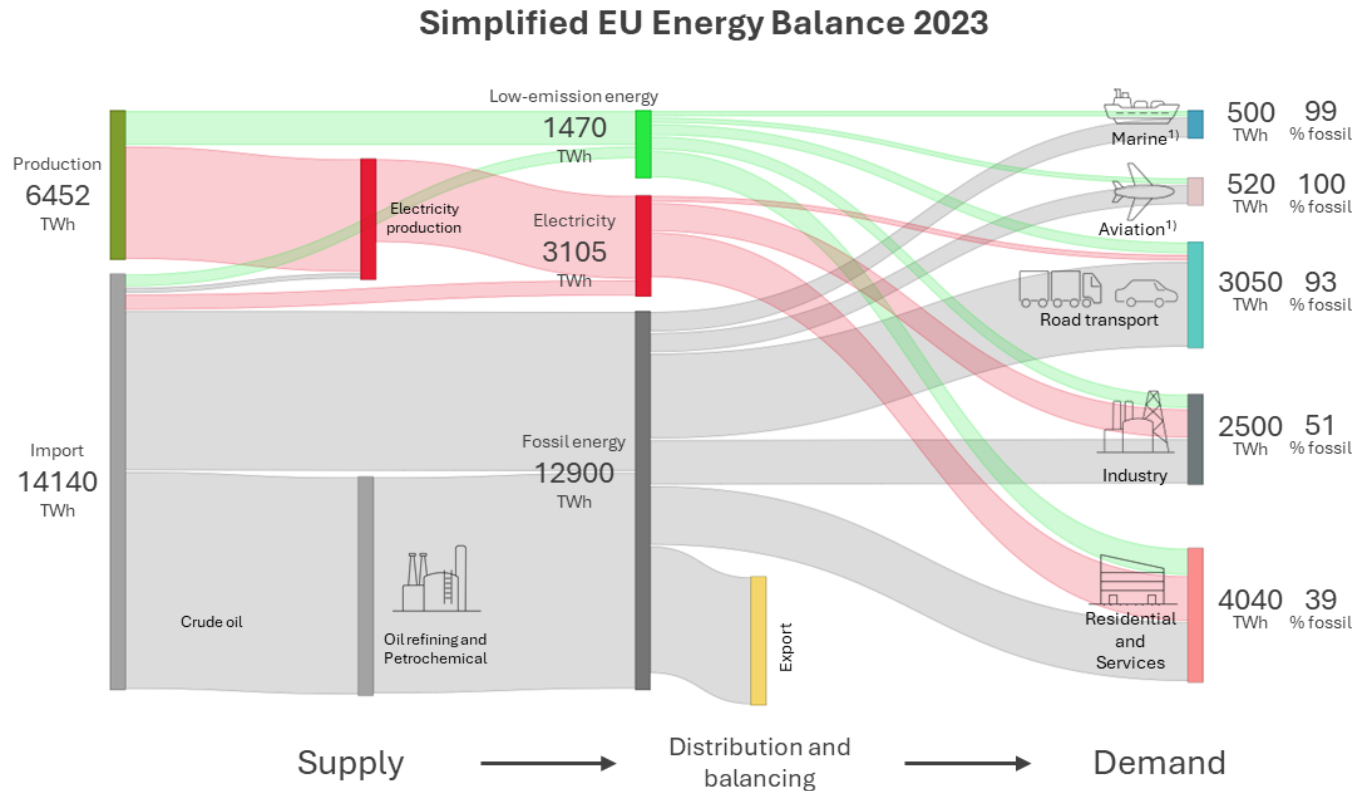 Simplified EU Energy Balance 2023
Production
6452
TWh
Import
14140
TWh
Electricity
production
Crude oil
Oil refining and
Petrochemical
Low-emission energy
1470
TWh
Electricity
3105
TWh
Fossil energy
12900
TWh
Export
Marine¹⁾
500
TWh
99
% fossil
Aviation¹⁾
520
TWh
100
% fossil
Road transport
3050
TWh
93
% fossil
Industry
2500
TWh
51
% fossil
Residential
and
Services
4040
TWh
39
% fossil
Supply
Distribution and
balancing
Demand